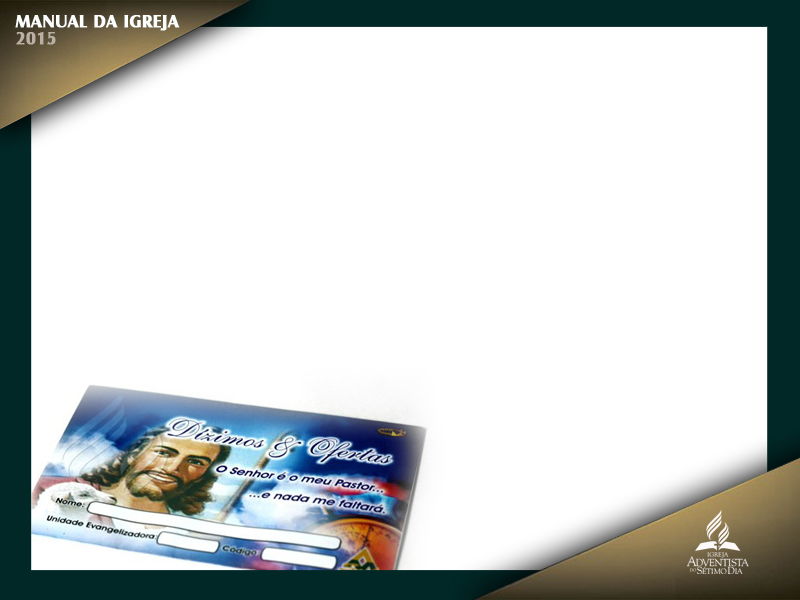 MANUAL DA IGREJA
2015
Dízimos & Ofertas
O Senhor é o meu Pastor...
...e nada me faltará.
Nome:
Unidade Evangelizadora:
Código
IGREJA
ADVENTISTA
DO SÉTIMO DIA